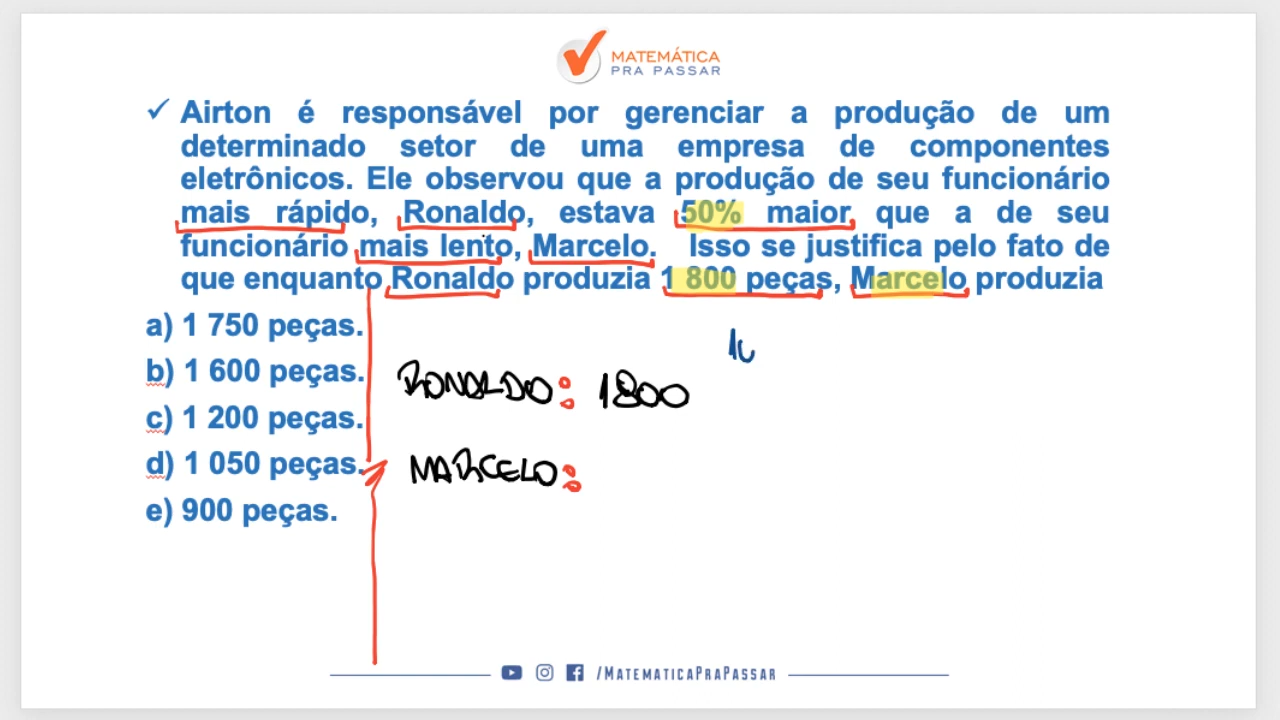 MATEMÁTICA
PRA PASSAR
✓ Airton é responsável por gerenciar a produção de um
determinado setor de uma empresa de componentes
eletrônicos. Ele observou que a produção de seu funcionário
mais rápido, Ronaldo, estava 50% maior que a de seu
funcionário mais lento, Marcelo. Isso se justifica pelo fato de
que enquanto Ronaldo produzia 1 800 peças, Marcelo produzia
a) 1 750 peças.
b) 1 600 peças.
c) 1 200 peças.
d) 1 050 peças.
e) 900 peças.
RONALDO: 1800
MARCELO:
/MATEMATICAPRAPASSAR